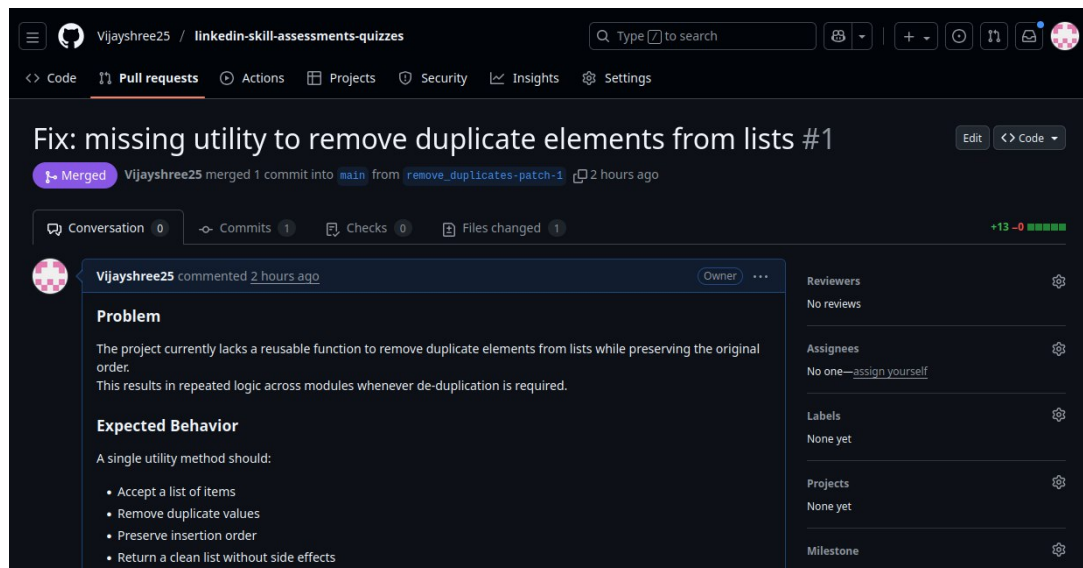 Vijayshree25 / linkedin-skill-assessments-quizzes
Type / to search
Code
Pull requests
Actions
Projects
Security
Insights
Settings
Fix: missing utility to remove duplicate elements from lists #1
Edit
Code
Merged
Vijayshree25 merged 1 commit into main from remove_duplicates-patch-1 2 hours ago
Conversation 0
Commits 1
Checks 0
Files changed 1
+13 −0
Vijayshree25 commented 2 hours ago
Owner
Problem
The project currently lacks a reusable function to remove duplicate elements from lists while preserving the original
order.
This results in repeated logic across modules whenever de-duplication is required.
Expected Behavior
A single utility method should:
• Accept a list of items
• Remove duplicate values
• Preserve insertion order
• Return a clean list without side effects
Reviewers
No reviews
Assignees
No one—assign yourself
Labels
None yet
Projects
None yet
Milestone